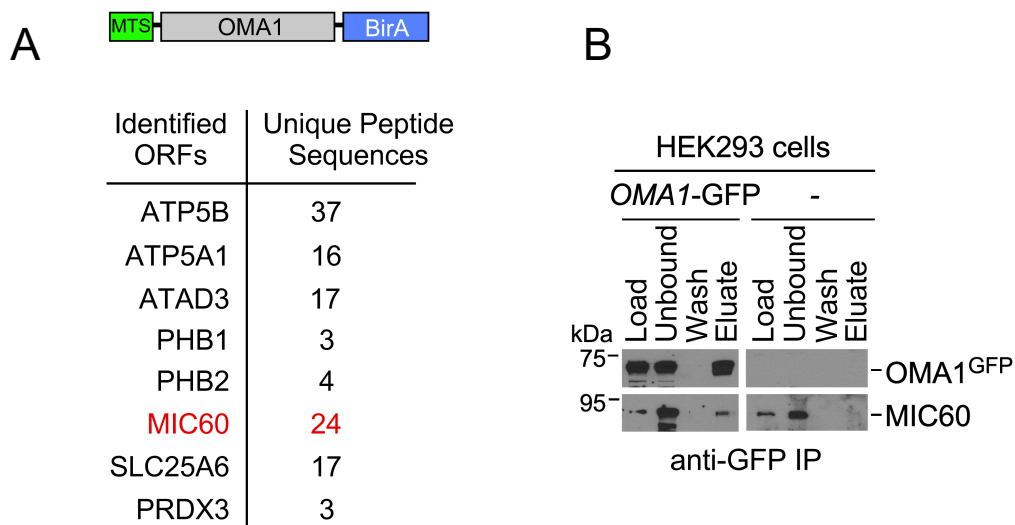 A
MTS OMA1 BirA
Identified ORFs
Unique Peptide Sequences
ATP5B 37
ATP5A1 16
ATAD3 17
PHB1 3
PHB2 4
MIC60 24
SLC25A6 17
PRDX3 3
B
HEK293 cells
OMA1-GFP -
Load Unbound Wash Eluate Load Unbound Wash Eluate
kDa
75 OMA1GFP
95 MIC60
anti-GFP IP